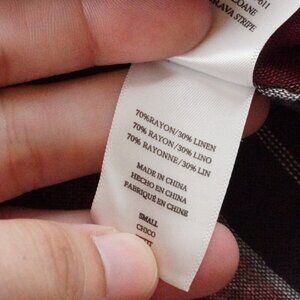 70%RAYON/30% LINEN
70% RAYON/30% LINO
70% RAYONNE/30% LIN
MADE IN CHINA
HECHO EN CHINA
FABRIQUÉ EN CHINE
SMALL
CHICO
STRIPE